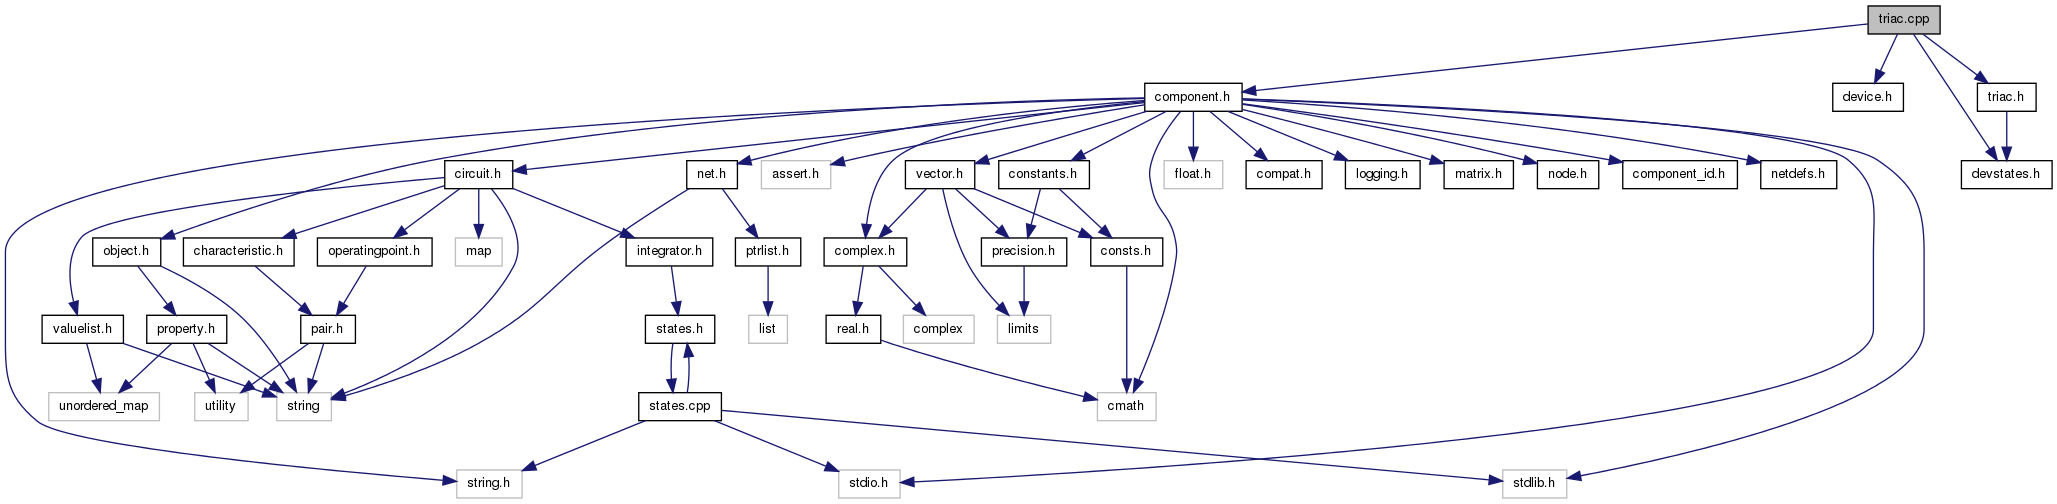 triac.cpp
component.h
device.h
triac.h
circuit.h
net.h
assert.h
vector.h
constants.h
float.h
compat.h
logging.h
matrix.h
node.h
component_id.h
netdefs.h
devstates.h
object.h
characteristic.h
operatingpoint.h
map
integrator.h
ptrlist.h
complex.h
precision.h
consts.h
valuelist.h
property.h
pair.h
states.h
list
real.h
complex
limits
unordered_map
utility
string
states.cpp
cmath
string.h
stdio.h
stdlib.h